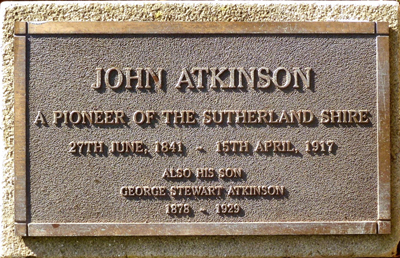 JOHN ATKINSON
A PIONEER OF THE SUTHERLAND SHIRE
27TH JUNE, 1841 - 15TH APRIL, 1917
ALSO HIS SON
GEORGE STEWART ATKINSON
1878 - 1929